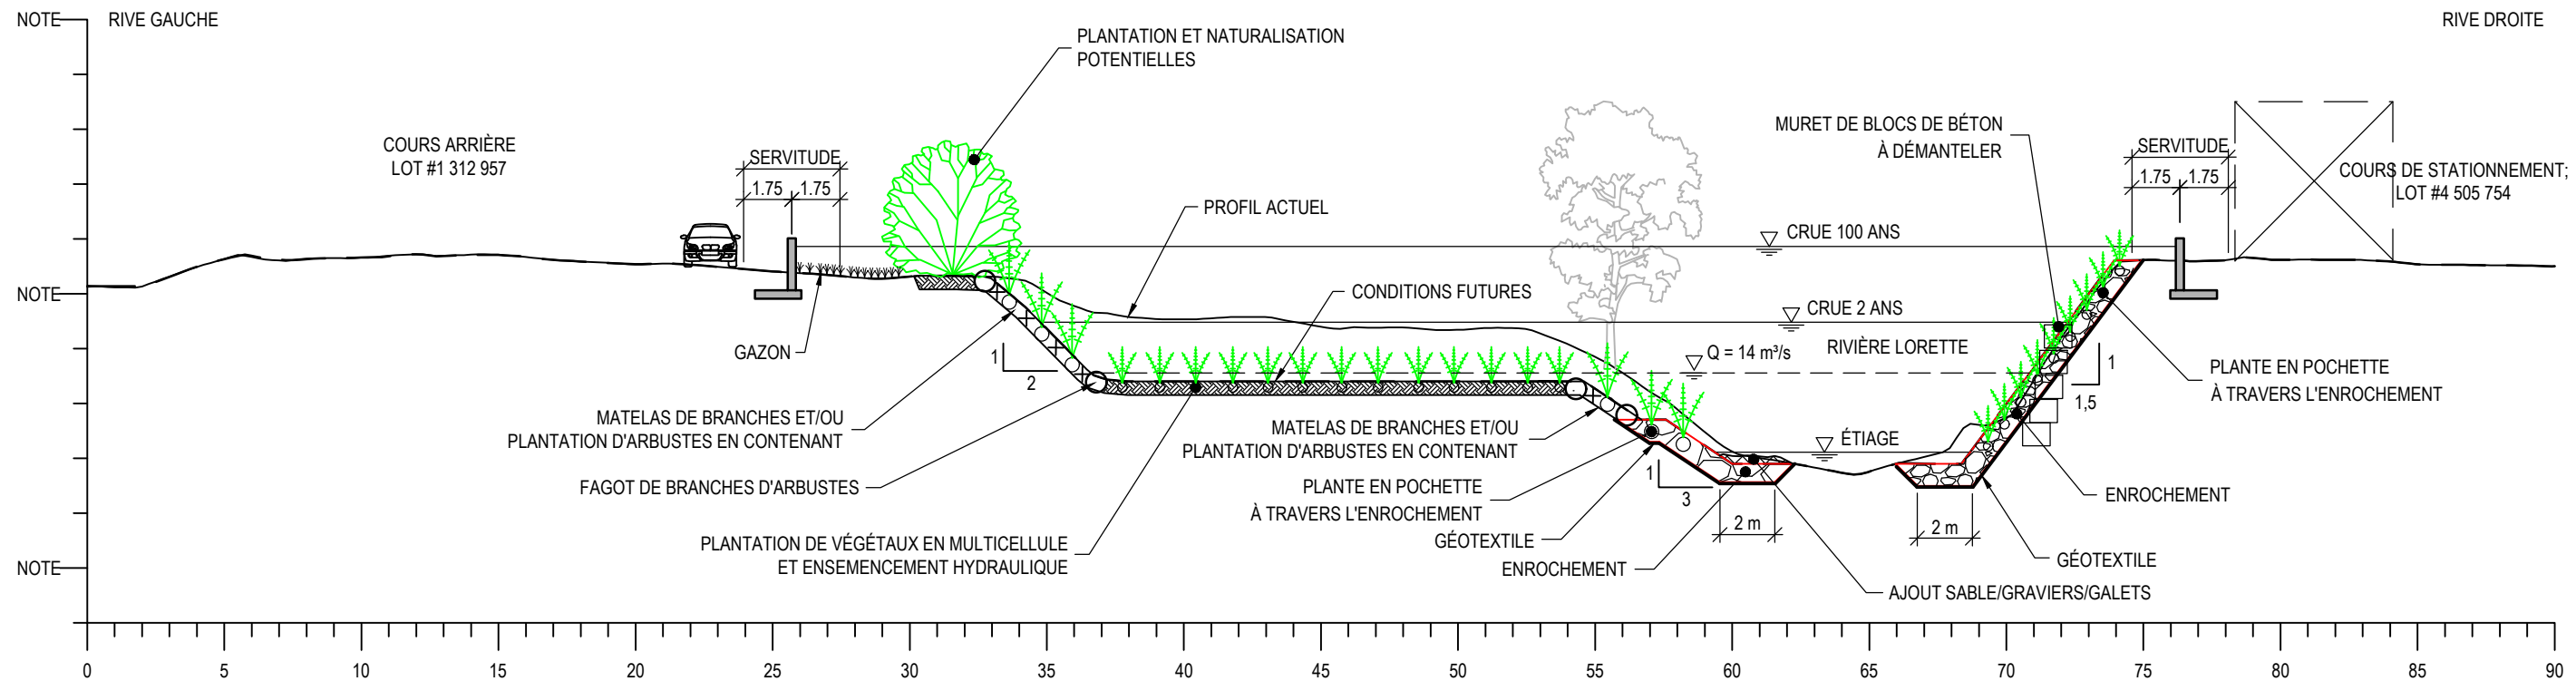 NOTE
RIVE GAUCHE
RIVE DROITE
PLANTATION ET NATURALISATION
POTENTIELLES
COURS ARRIÈRE
LOT #1 312 957
SERVITUDE
1.75
1.75
PROFIL ACTUEL
MURET DE BLOCS DE BÉTON
À DÉMANTELER
SERVITUDE
1.75
1.75
COURS DE STATIONNEMENT;
LOT #4 505 754
CRUE 100 ANS
NOTE
CONDITIONS FUTURES
CRUE 2 ANS
GAZON
1
2
Q = 14 m³/s
RIVIÈRE LORETTE
1
1,5
PLANTE EN POCHETTE
À TRAVERS L'ENROCHEMENT
MATELAS DE BRANCHES ET/OU
PLANTATION D'ARBUSTES EN CONTENANT
MATELAS DE BRANCHES ET/OU
PLANTATION D'ARBUSTES EN CONTENANT
ÉTIAGE
FAGOT DE BRANCHES D'ARBUSTES
PLANTE EN POCHETTE
À TRAVERS L'ENROCHEMENT
1
3
ENROCHEMENT
2 m
2 m
PLANTATION DE VÉGÉTAUX EN MULTICELLULE
ET ENSEMENCEMENT HYDRAULIQUE
GÉOTEXTILE
GÉOTEXTILE
NOTE
ENROCHEMENT
AJOUT SABLE/GRAVIERS/GALETS
0 5 10 15 20 25 30 35 40 45 50 55 60 65 70 75 80 85 90